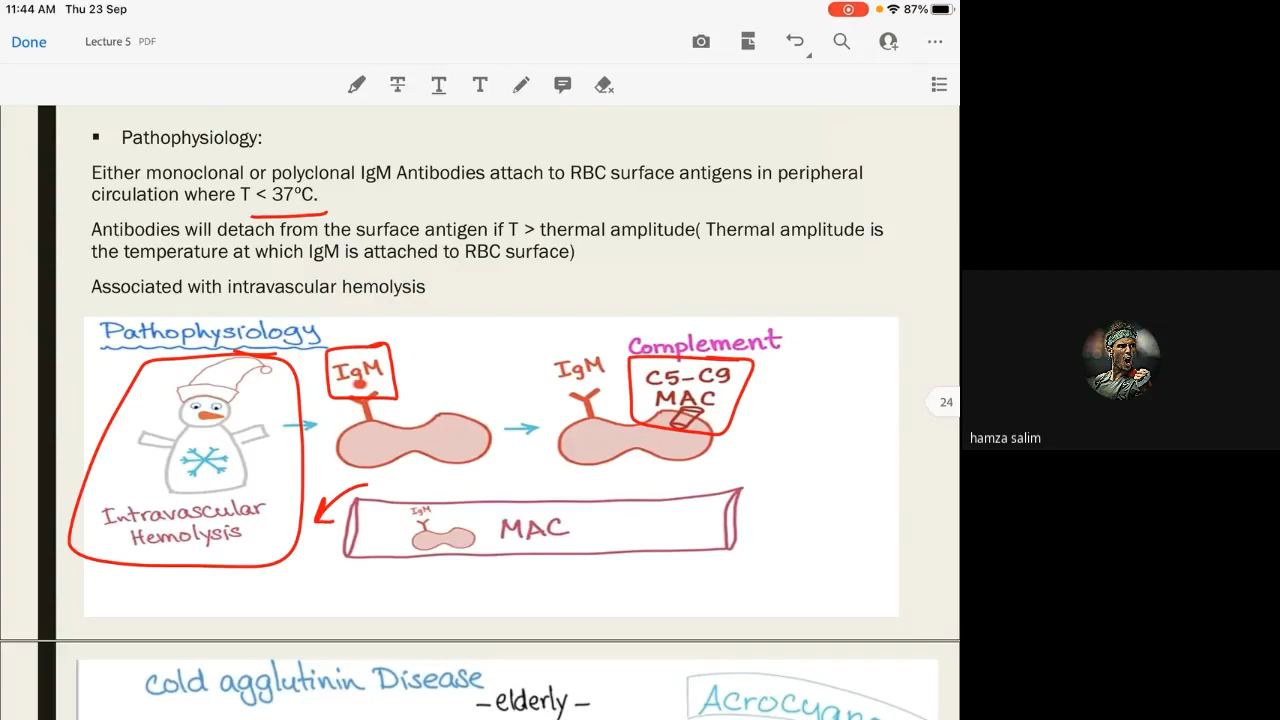 11:44 AM Thu 23 Sep
87%
Done
Lecture 5 PDF
▪ Pathophysiology:
Either monoclonal or polyclonal IgM Antibodies attach to RBC surface antigens in peripheral
circulation where T < 37ºC.
Antibodies will detach from the surface antigen if T > thermal amplitude( Thermal amplitude is
the temperature at which IgM is attached to RBC surface)
Associated with intravascular hemolysis
Pathophysiology
IgM
IgM
Complement
C5-C9
MAC
24
hamza salim
Intravascular
Hemolysis
IgM
MAC
cold agglutinin Disease
-elderly-